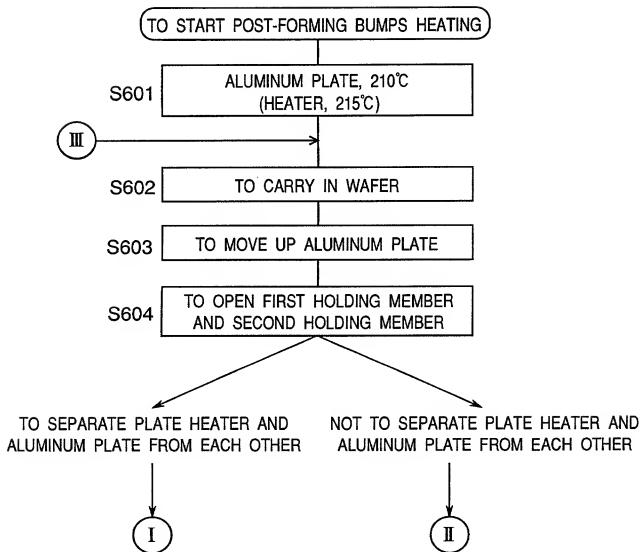 TO START POST-FORMING BUMPS HEATING
S601
ALUMINUM PLATE, 210℃
(HEATER, 215℃)
III
S602
TO CARRY IN WAFER
S603
TO MOVE UP ALUMINUM PLATE
S604
TO OPEN FIRST HOLDING MEMBER
AND SECOND HOLDING MEMBER
TO SEPARATE PLATE HEATER AND
ALUMINUM PLATE FROM EACH OTHER
NOT TO SEPARATE PLATE HEATER AND
ALUMINUM PLATE FROM EACH OTHER
I
II